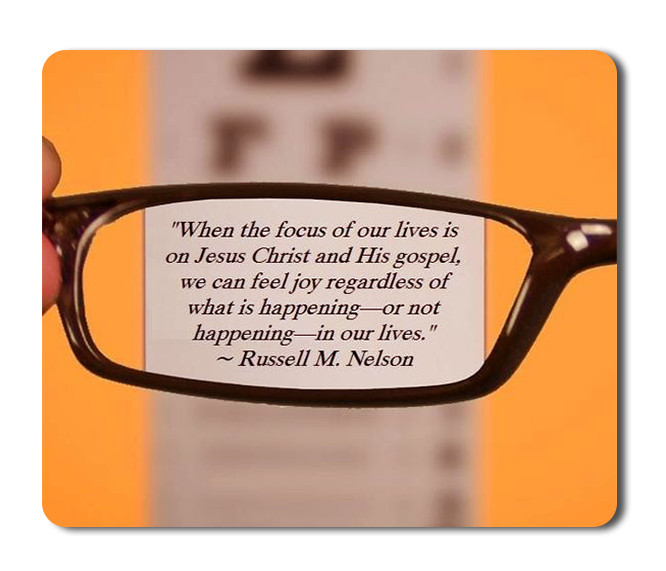 F P
"When the focus of our lives is
on Jesus Christ and His gospel,
we can feel joy regardless of
what is happening—or not
happening—in our lives."
~ Russell M. Nelson